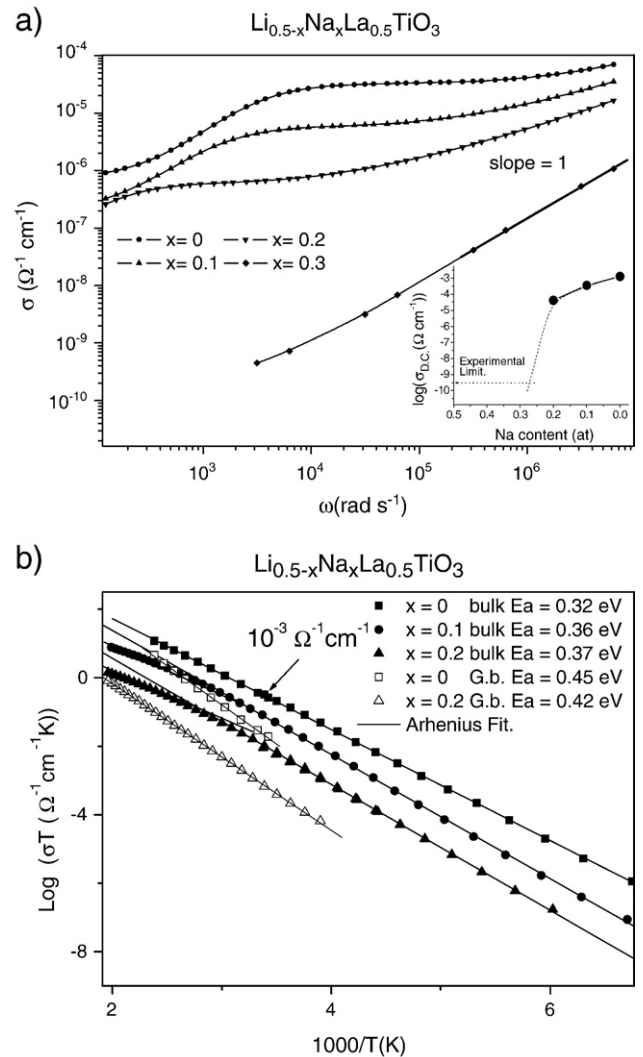 a)
Li₀.₅₋ₓNaₓLa₀.₅TiO₃
σ (Ω⁻¹ cm⁻¹)
10⁻⁴
10⁻⁵
10⁻⁶
10⁻⁷
10⁻⁸
10⁻⁹
10⁻¹⁰
slope = 1
x= 0 x= 0.2
x= 0.1 x= 0.3
log(σD.C.(Ω cm⁻¹))
-2
-3
-4
-5
-6
-7
-8
-9
-10
Experimental
Limit.
0.5 0.4 0.3 0.2 0.1 0.0
Na content (at)
10³ 10⁴ 10⁵ 10⁶
ω(rad s⁻¹)
b)
Li₀.₅₋ₓNaₓLa₀.₅TiO₃
Log (σT ( Ω⁻¹cm⁻¹K)
0
-4
-8
10⁻³ Ω⁻¹cm⁻¹
x = 0 bulk Ea = 0.32 eV
x = 0.1 bulk Ea = 0.36 eV
x = 0.2 bulk Ea = 0.37 eV
x = 0 G.b. Ea = 0.45 eV
x = 0.2 G.b. Ea = 0.42 eV
Arhenius Fit.
2 4 6
1000/T(K)